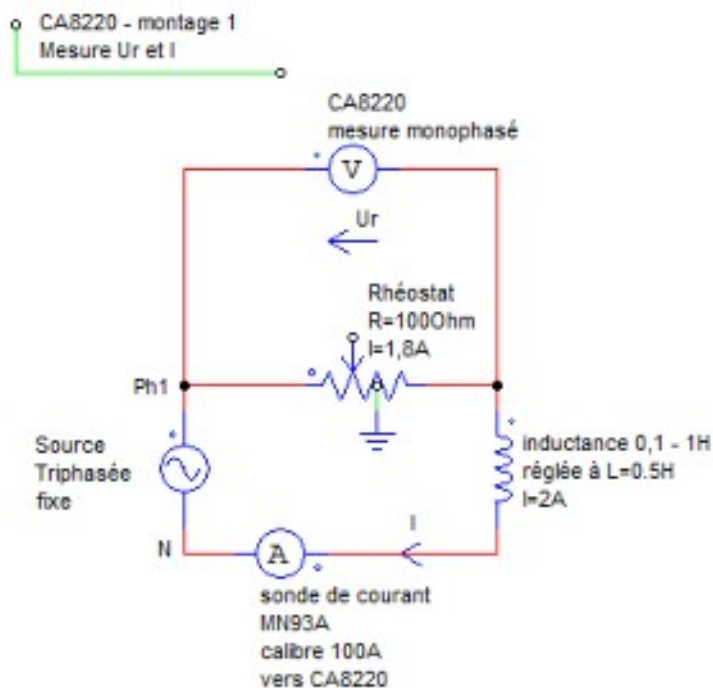 CA8220 - montage 1
Mesure Ur et I
CA8220
mesure monophasé
V
Ur
Rhéostat
R=100Ohm
I=1,8A
Ph1
Source
Triphasée
fixe
inductance 0,1 - 1H
réglée à L=0.5H
I=2A
I
N
A
sonde de courant
MN93A
calibre 100A
vers CA8220